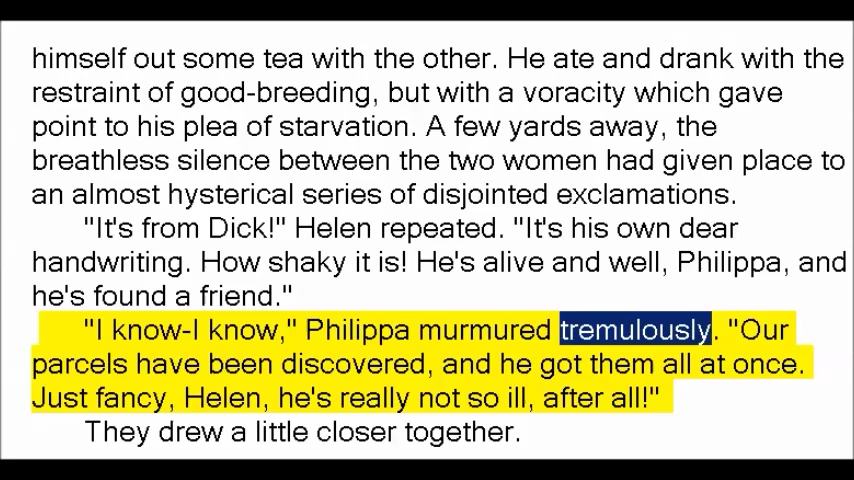 himself out some tea with the other. He ate and drank with the
restraint of good-breeding, but with a voracity which gave
point to his plea of starvation. A few yards away, the
breathless silence between the two women had given place to
an almost hysterical series of disjointed exclamations.
"It's from Dick!" Helen repeated. "It's his own dear
handwriting. How shaky it is! He's alive and well, Philippa, and
he's found a friend."
"I know-I know," Philippa murmured tremulously. "Our
parcels have been discovered, and he got them all at once.
Just fancy, Helen, he's really not so ill, after all!"
They drew a little closer together.